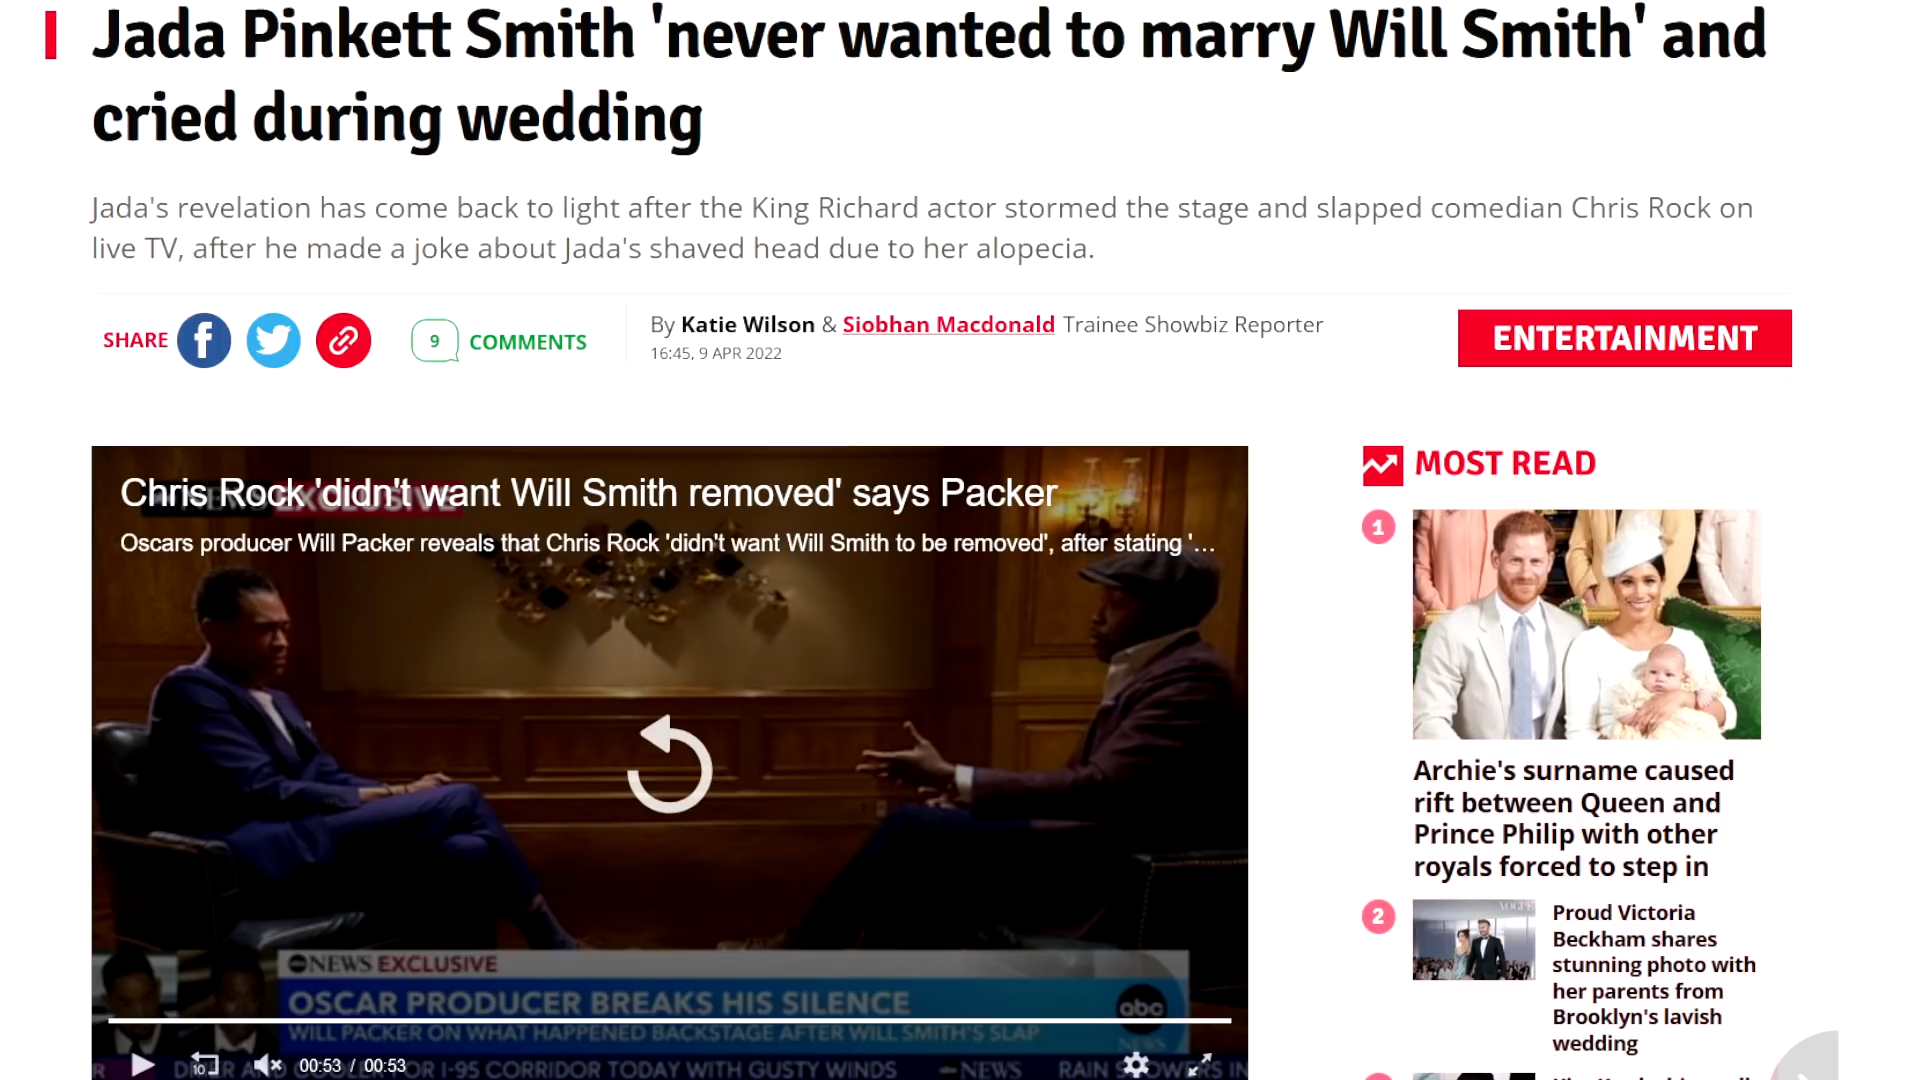 Jada Pinkett Smith 'never wanted to marry Will Smith' and
cried during wedding
Jada's revelation has come back to light after the King Richard actor stormed the stage and slapped comedian Chris Rock on
live TV, after he made a joke about Jada's shaved head due to her alopecia.
SHARE
9 COMMENTS
By Katie Wilson & Siobhan Macdonald Trainee Showbiz Reporter
16:45, 9 APR 2022
ENTERTAINMENT
Chris Rock 'didn't want Will Smith removed' says Packer
NEWS EXCLUSIVE
Oscars producer Will Packer reveals that Chris Rock 'didn't want Will Smith to be removed', after stating '...
abc NEWS EXCLUSIVE
OSCAR PRODUCER BREAKS HIS SILENCE
WILL PACKER ON WHAT HAPPENED BACKSTAGE AFTER WILL SMITH'S SLAP
abc
NEWS
I-95 CORRIDOR TODAY WITH GUSTY WINDS
NEWS
RAIN
10
00:53 / 00:53
MOST READ
1
Archie's surname caused
rift between Queen and
Prince Philip with other
royals forced to step in
2
VOGUE
Proud Victoria
Beckham shares
stunning photo with
her parents from
Brooklyn's lavish
wedding